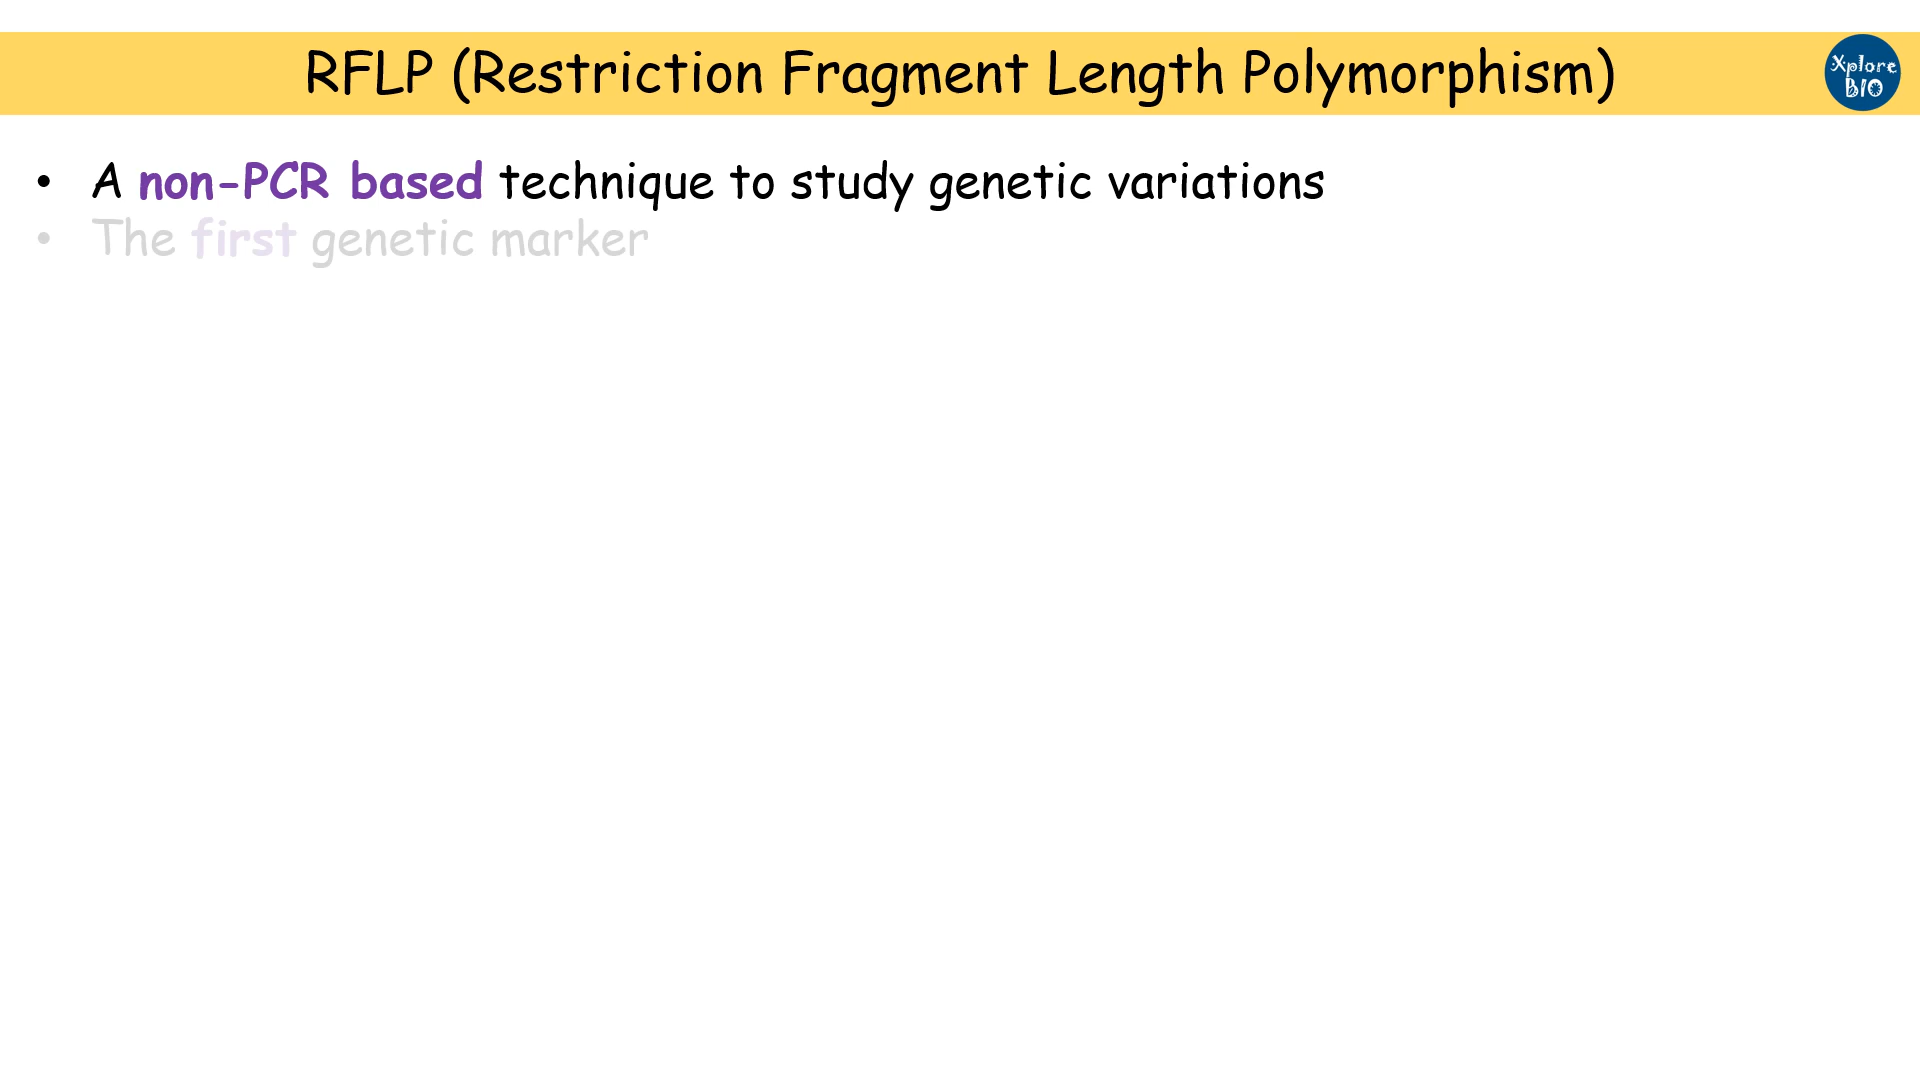 RFLP (Restriction Fragment Length Polymorphism)
Xplore
BIO
• A non-PCR based technique to study genetic variations
• The first genetic marker